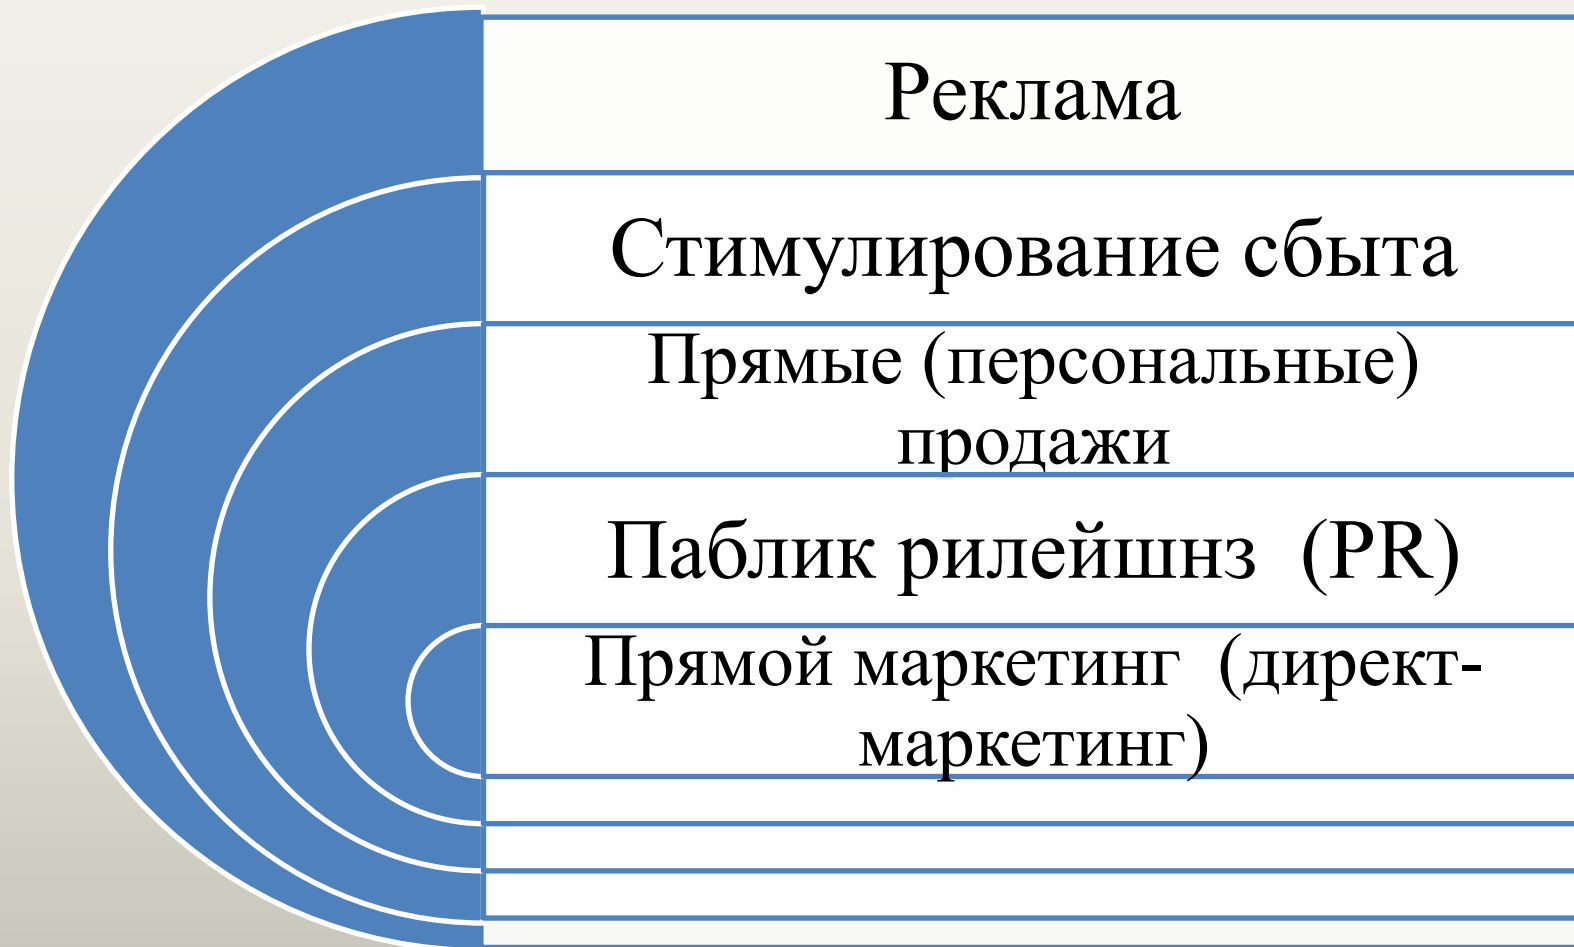 Реклама
Стимулирование сбыта
Прямые (персональные)
продажи
Паблик рилейшнз (PR)
Прямой маркетинг (директ-
маркетинг)